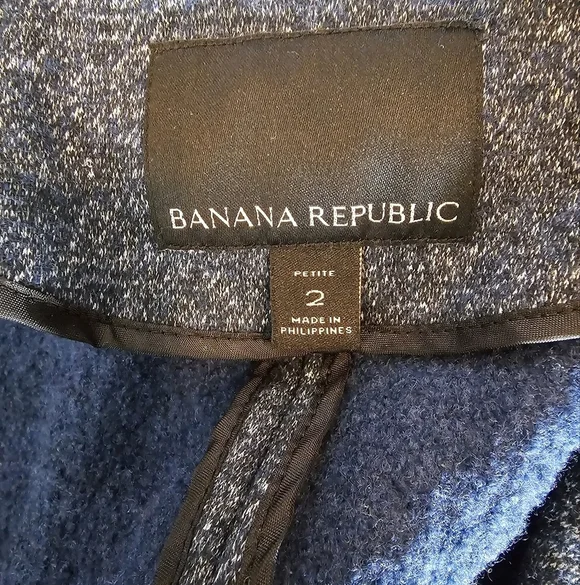 BANANA REPUBLIC
PETITE
2
MADE IN
PHILIPPINES